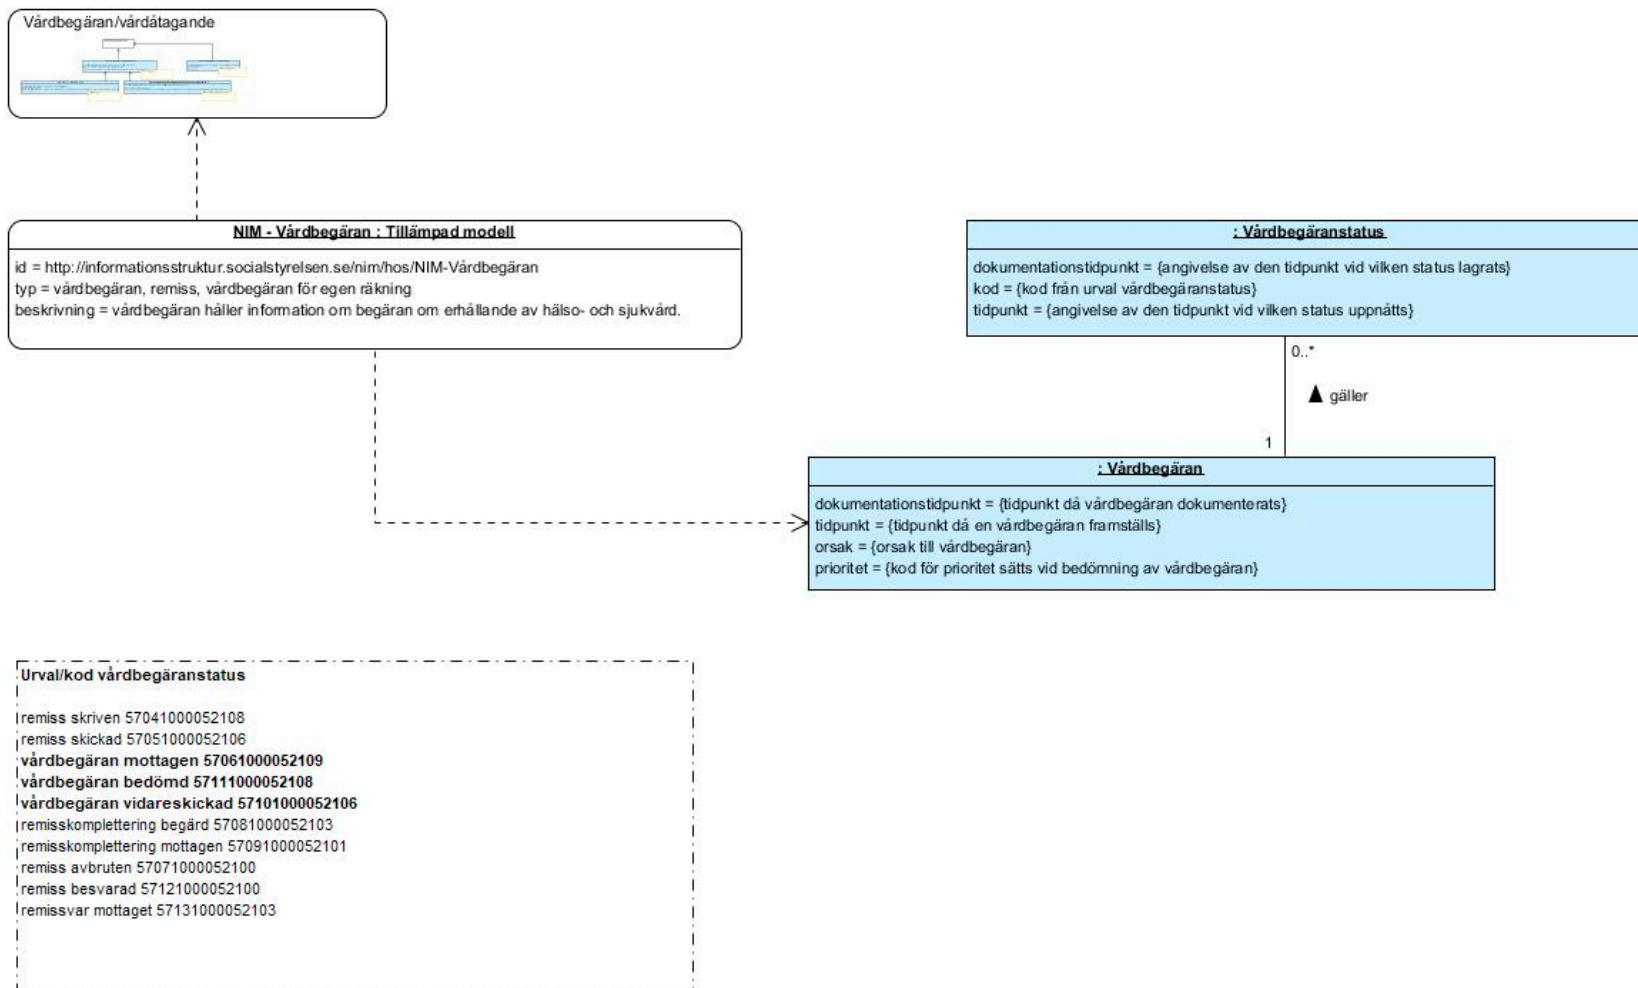 Vårdbegäran/vårdåtagande
NIM - Vårdbegäran : Tillämpad modell
id = http://informationsstruktur.socialstyrelsen.se/nim/hos/NIM-Vårdbegäran
typ = vårdbegäran, remiss, vårdbegäran för egen räkning
beskrivning = vårdbegäran håller information om begäran om erhållande av hälso- och sjukvård.
: Vårdbegäranstatus
dokumentationstidpunkt = {angivelse av den tidpunkt vid vilken status lagrats}
kod = {kod från urval vårdbegäranstatus}
tidpunkt = {angivelse av den tidpunkt vid vilken status uppnåtts}
0..*
gäller
1
: Vårdbegäran
dokumentationstidpunkt = {tidpunkt då vårdbegäran dokumenterats}
tidpunkt = {tidpunkt då en vårdbegäran framställs}
orsak = {orsak till vårdbegäran}
prioritet = {kod för prioritet sätts vid bedömning av vårdbegäran}
Urval/kod vårdbegäranstatus
remiss skriven 57041000052108
remiss skickad 57051000052106
vårdbegäran mottagen 57061000052109
vårdbegäran bedömd 57111000052108
vårdbegäran vidareskickad 57101000052106
remisskomplettering begärd 57081000052103
remisskomplettering mottagen 57091000052101
remiss avbruten 57071000052100
remiss besvarad 57121000052100
remissvar mottaget 57131000052103